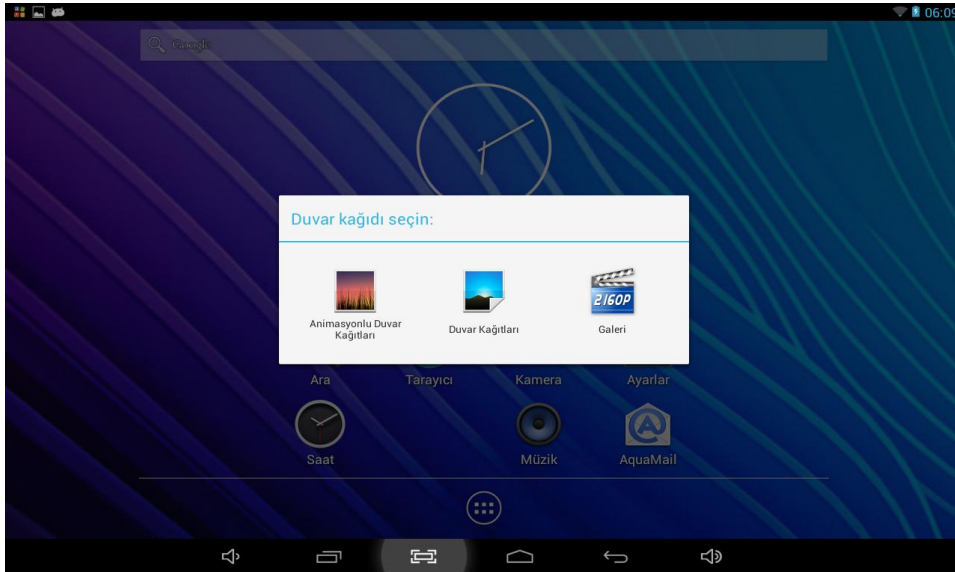 06:09
Google
Duvar kağıdı seçin:
2160P
Animasyonlu Duvar
Kağıtları
Duvar Kağıtları
Galeri
Ara
Tarayıcı
Kamera
Ayarlar
Saat
Müzik
AquaMail